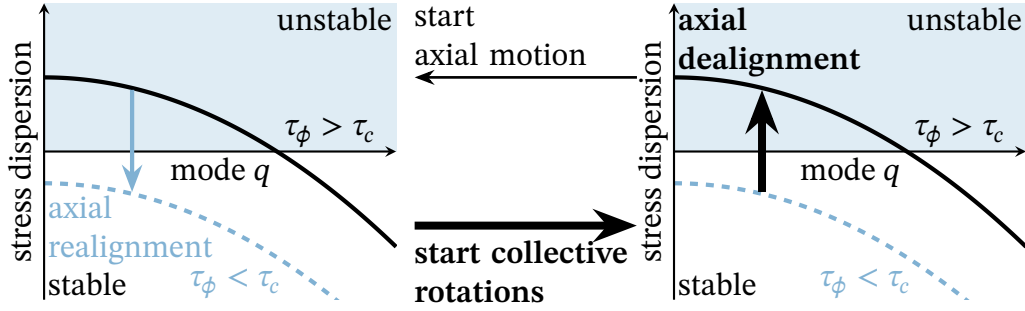 stress dispersion
unstable
τ_ϕ > τ_c
mode q
axial
realignment
stable
τ_ϕ < τ_c
start
axial motion
start collective
rotations
stress dispersion
axial
dealignment
unstable
τ_ϕ > τ_c
mode q
stable
τ_ϕ < τ_c